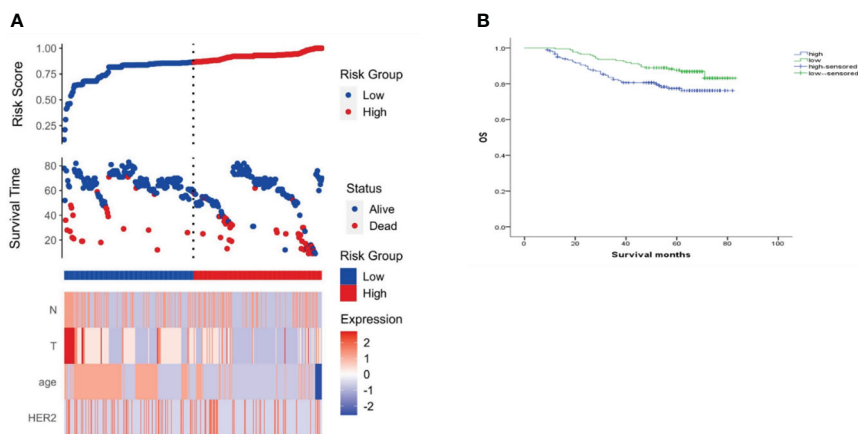 A
1.00
0.75
0.50
0.25
Risk Score
Risk Group
Low
High
80
60
40
20
Survival Time
Status
Alive
Dead
Risk Group
Low
High
N
T
age
HER2
Expression
2
1
0
-1
-2
B
1.0
0.8
0.6
0.4
0.2
0.0
OS
0
20
40
60
80
100
Survival months
high
low
high-sensored
low--sensored